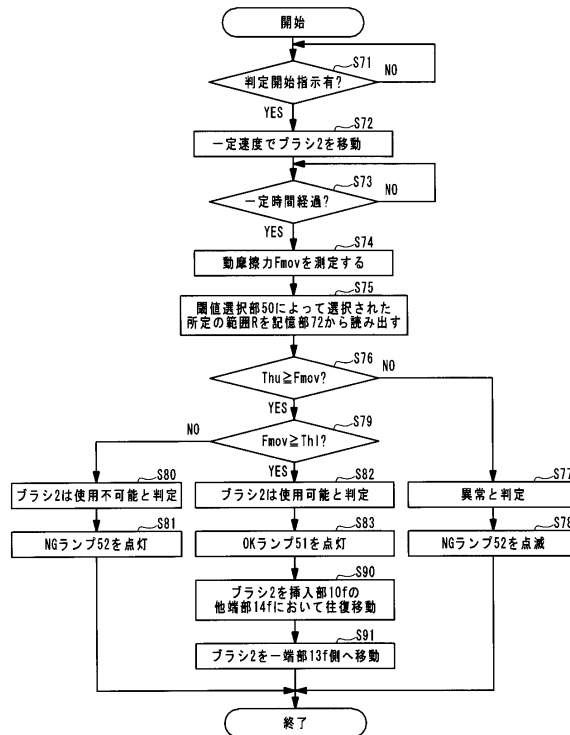 開始
S71
判定開始指示有?
NO
YES
S72
一定速度でブラシ2を移動
S73
一定時間経過?
NO
YES
S74
動摩擦力Fmovを測定する
S75
閾値選択部50によって選択された
所定の範囲Rを記憶部72から読み出す
S76
Thu≧Fmov?
NO
YES
S79
Fmov≧Thl?
NO
YES
S80
ブラシ2は使用不可能と判定
S82
ブラシ2は使用可能と判定
S77
異常と判定
S81
NGランプ52を点灯
S83
OKランプ51を点灯
S78
NGランプ52を点滅
S90
ブラシ2を挿入部10fの
他端部14fにおいて往復移動
S91
ブラシ2を一端部13f側へ移動
終了